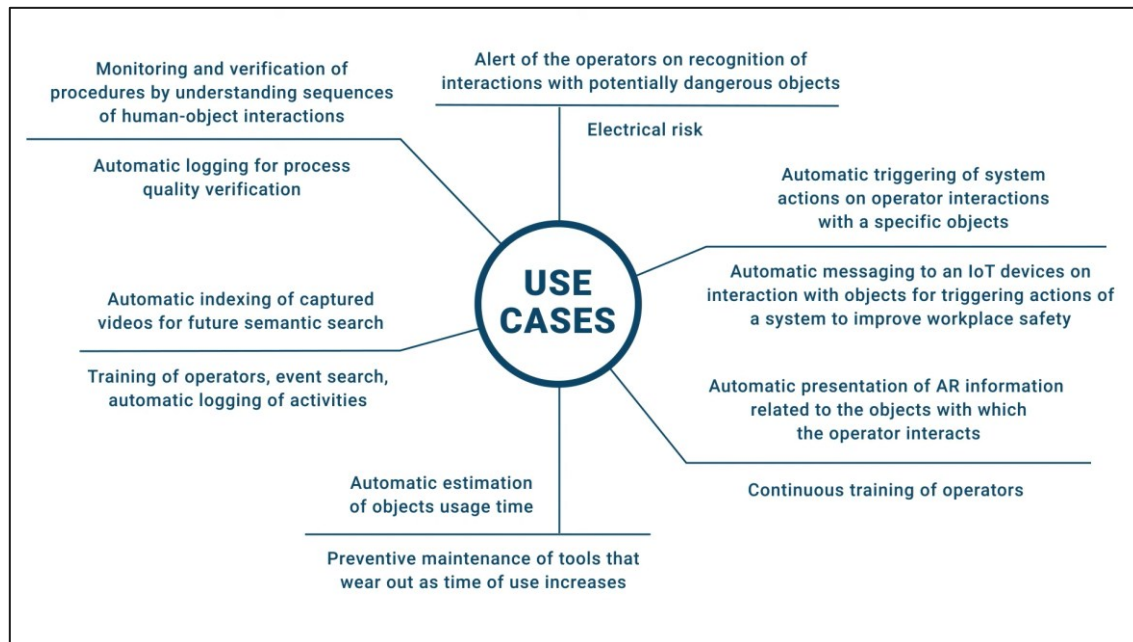 Alert of the operators on recognition of
interactions with potentially dangerous objects
Electrical risk
Monitoring and verification of
procedures by understanding sequences
of human-object interactions
Automatic logging for process
quality verification
Automatic triggering of system
actions on operator interactions
with a specific objects
Automatic messaging to an IoT devices on
interaction with objects for triggering actions of
a system to improve workplace safety
USE
CASES
Automatic indexing of captured
videos for future semantic search
Training of operators, event search,
automatic logging of activities
Automatic presentation of AR information
related to the objects with which
the operator interacts
Continuous training of operators
Automatic estimation
of objects usage time
Preventive maintenance of tools that
wear out as time of use increases